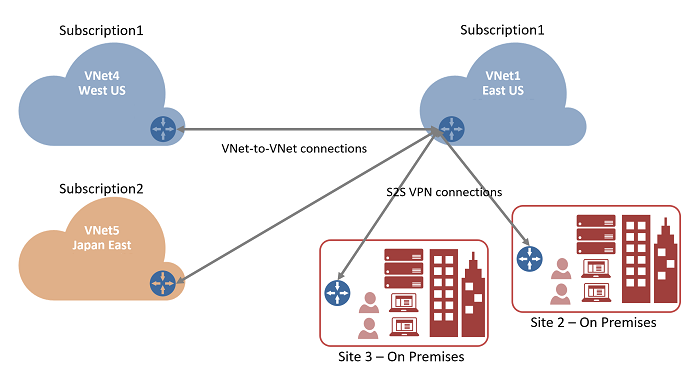 Subscription1
VNet4
West US
Subscription1
VNet1
East US
VNet-to-VNet connections
Subscription2
VNet5
Japan East
S2S VPN connections
Site 2 – On Premises
Site 3 – On Premises